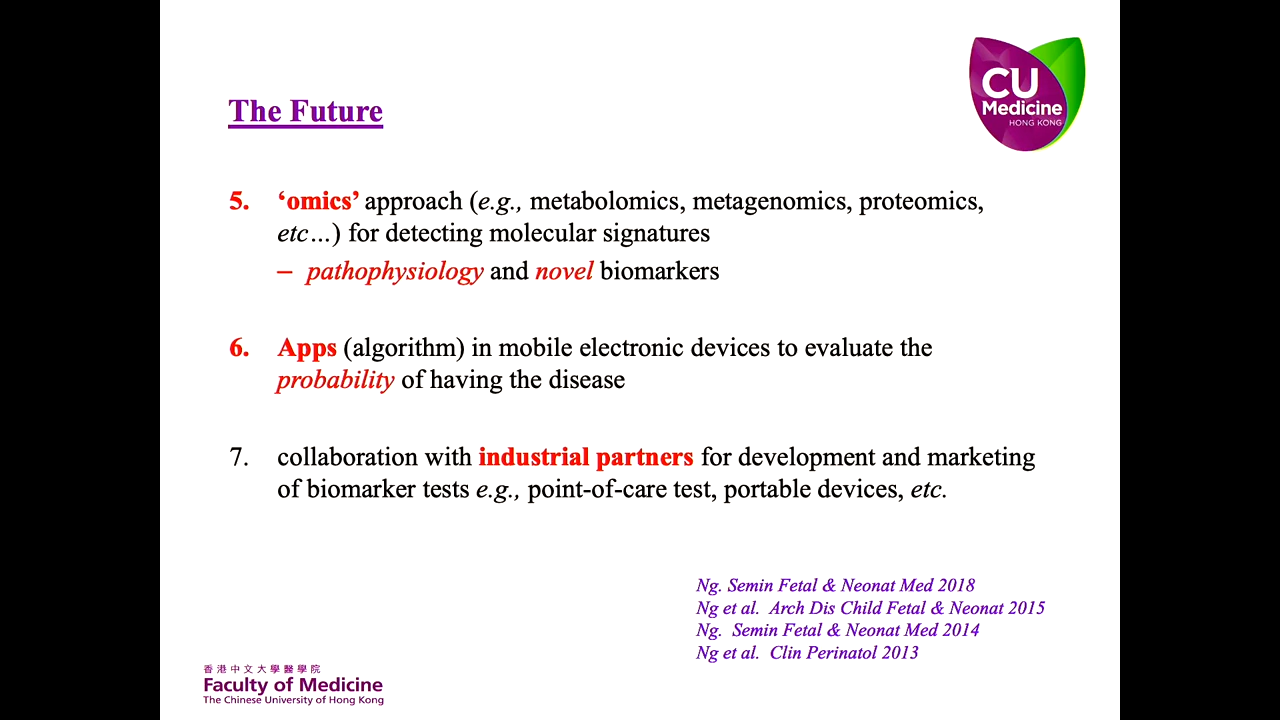 CU
Medicine
HONG KONG
The Future
5. ‘omics’ approach (e.g., metabolomics, metagenomics, proteomics,
etc…) for detecting molecular signatures
– pathophysiology and novel biomarkers
6. Apps (algorithm) in mobile electronic devices to evaluate the
probability of having the disease
7. collaboration with industrial partners for development and marketing
of biomarker tests e.g., point-of-care test, portable devices, etc.
Ng. Semin Fetal & Neonat Med 2018
Ng et al. Arch Dis Child Fetal & Neonat 2015
Ng. Semin Fetal & Neonat Med 2014
Ng et al. Clin Perinatol 2013
香港中文大學醫學院
Faculty of Medicine
The Chinese University of Hong Kong